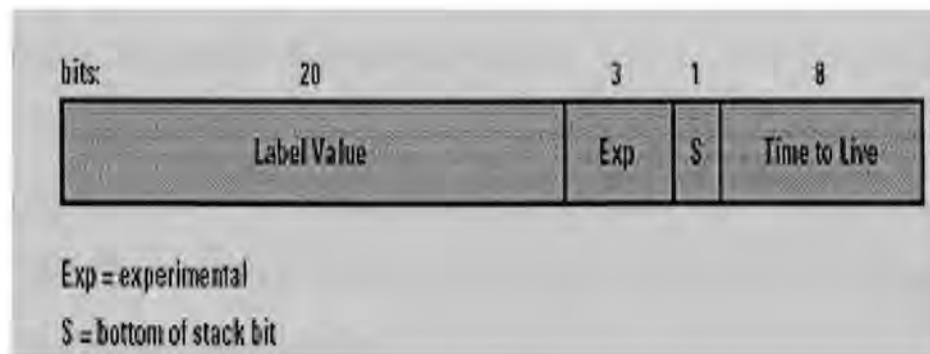 bits: 20 3 1 8
Label Value Exp S Time to Live
Exp = experimental
S = bottom of stack bit